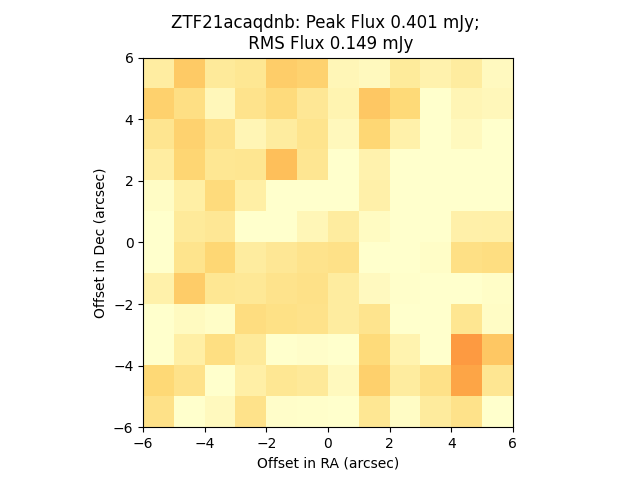 ZTF21acaqdnb: Peak Flux 0.401 mJy;
RMS Flux 0.149 mJy
6
4
2
0
−2
−4
−6
Offset in Dec (arcsec)
−6 −4 −2 0 2 4 6
Offset in RA (arcsec)